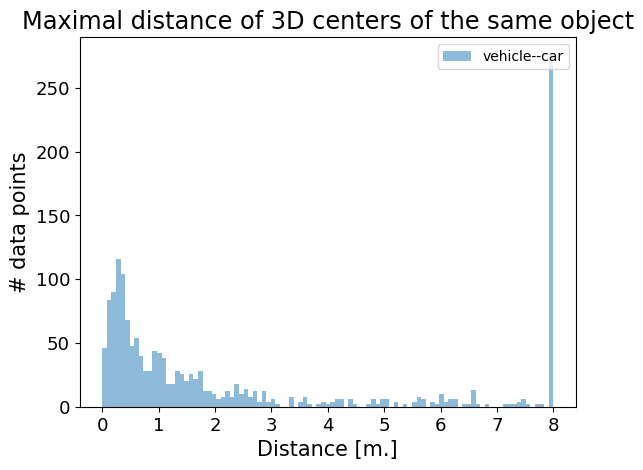 Maximal distance of 3D centers of the same object
vehicle--car
250
200
150
100
50
0
# data points
0 1 2 3 4 5 6 7 8
Distance [m.]